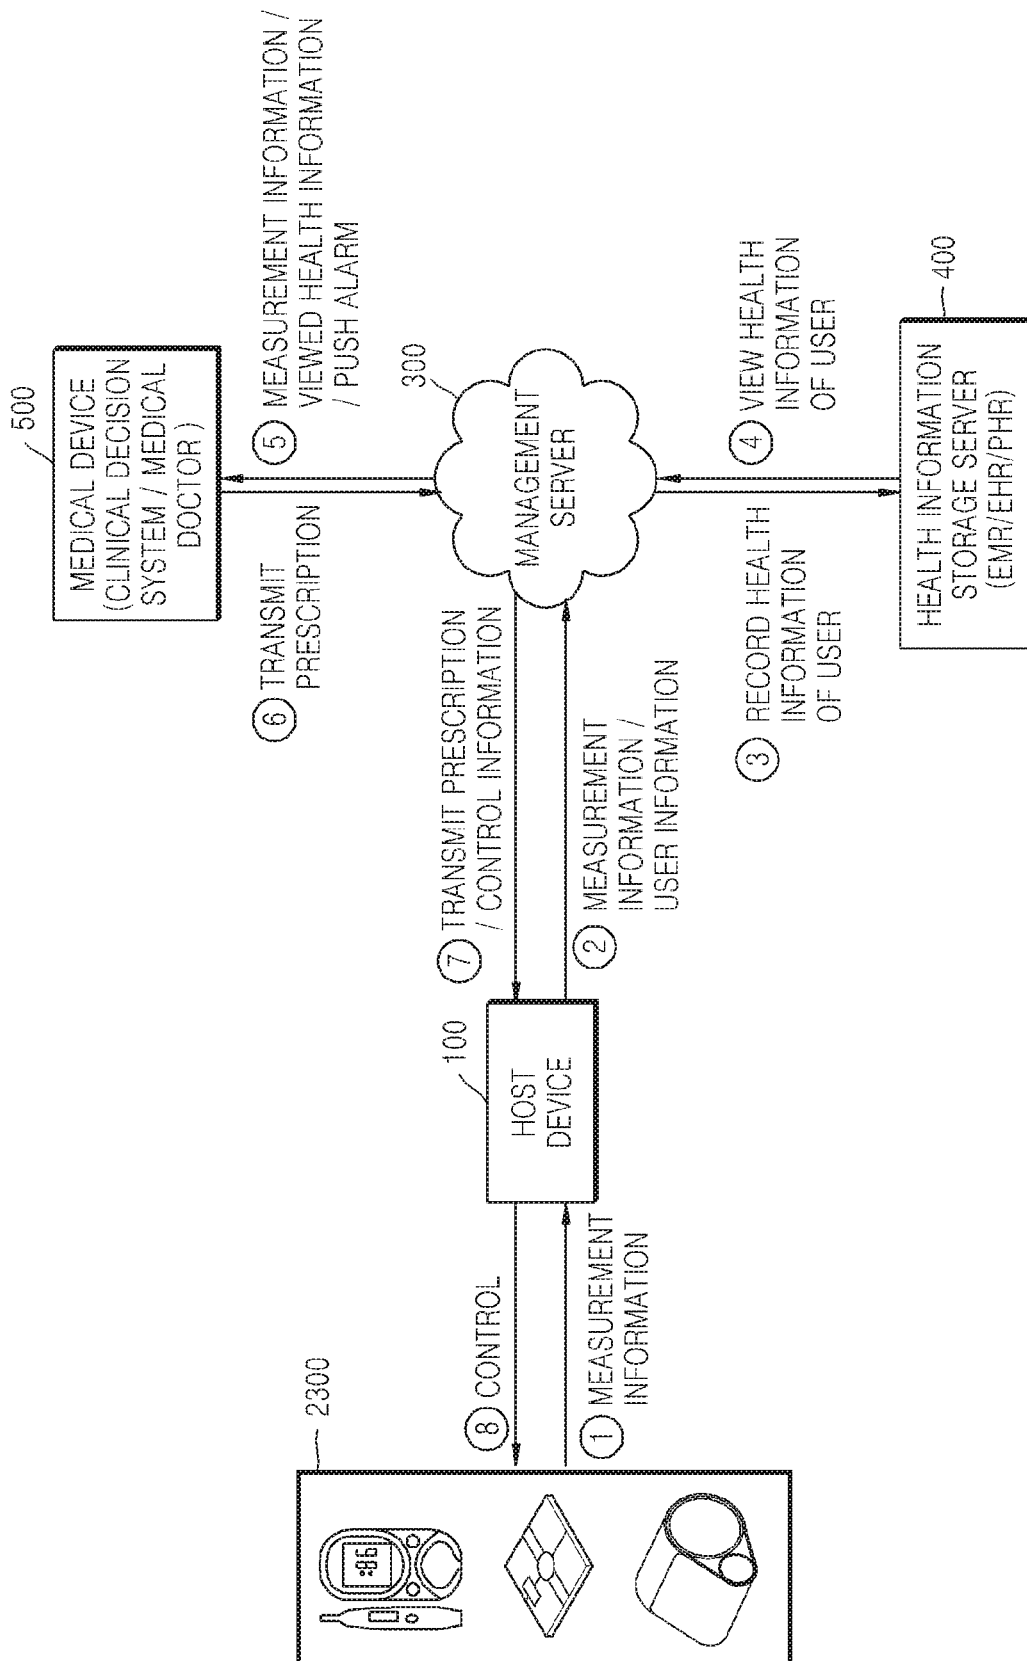 500
MEDICAL DEVICE
(CLINICAL DECISION
SYSTEM / MEDICAL
DOCTOR )
6 TRANSMIT
PRESCRIPTION
5 MEASUREMENT INFORMATION /
VIEWED HEALTH INFORMATION
/ PUSH ALARM
300
MANAGEMENT
SERVER
2300
:86
8 CONTROL
1 MEASUREMENT
INFORMATION
100
HOST
DEVICE
7 TRANSMIT PRESCRIPTION
/ CONTROL INFORMATION
2 MEASUREMENT
INFORMATION /
USER INFORMATION
3 RECORD HEALTH
INFORMATION
OF USER
4 VIEW HEALTH
INFORMATION
OF USER
400
HEALTH INFORMATION
STORAGE SERVER
(EMR/EHR/PHR)